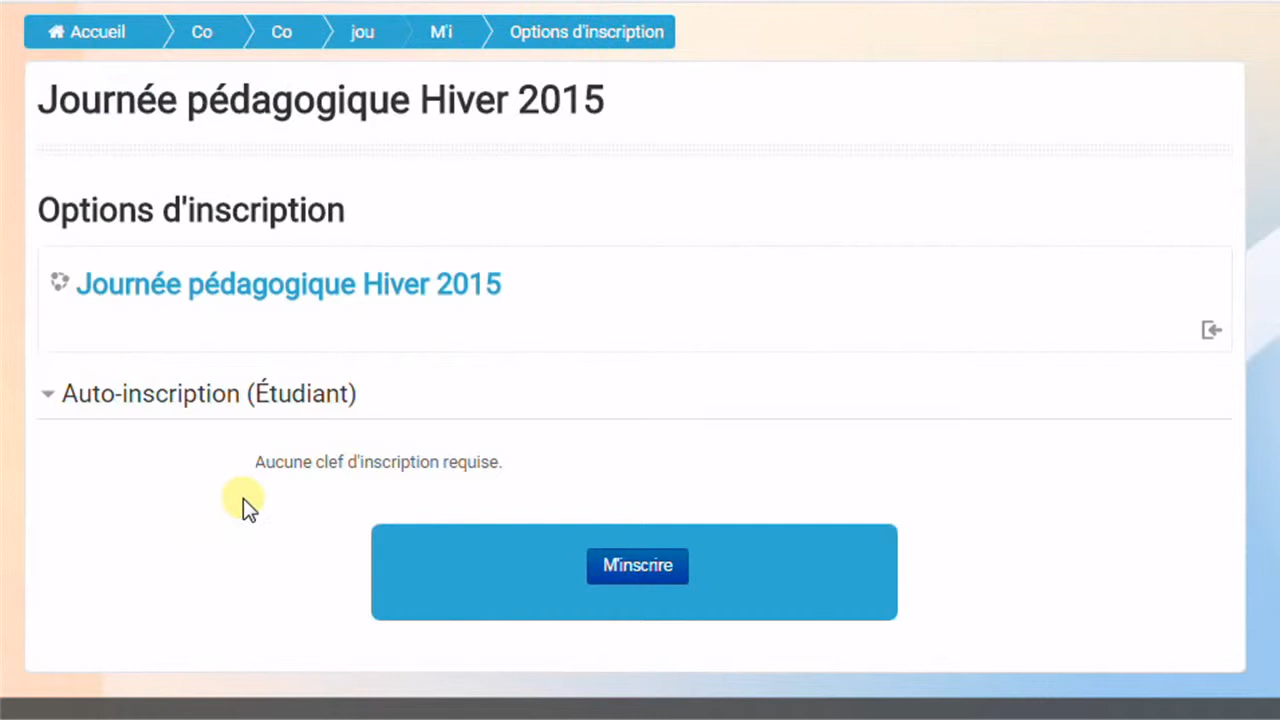 Accueil Co Co jou M'i Options d'inscription
Journée pédagogique Hiver 2015
Options d'inscription
Journée pédagogique Hiver 2015
Auto-inscription (Étudiant)
Aucune clef d'inscription requise.
M'inscrire